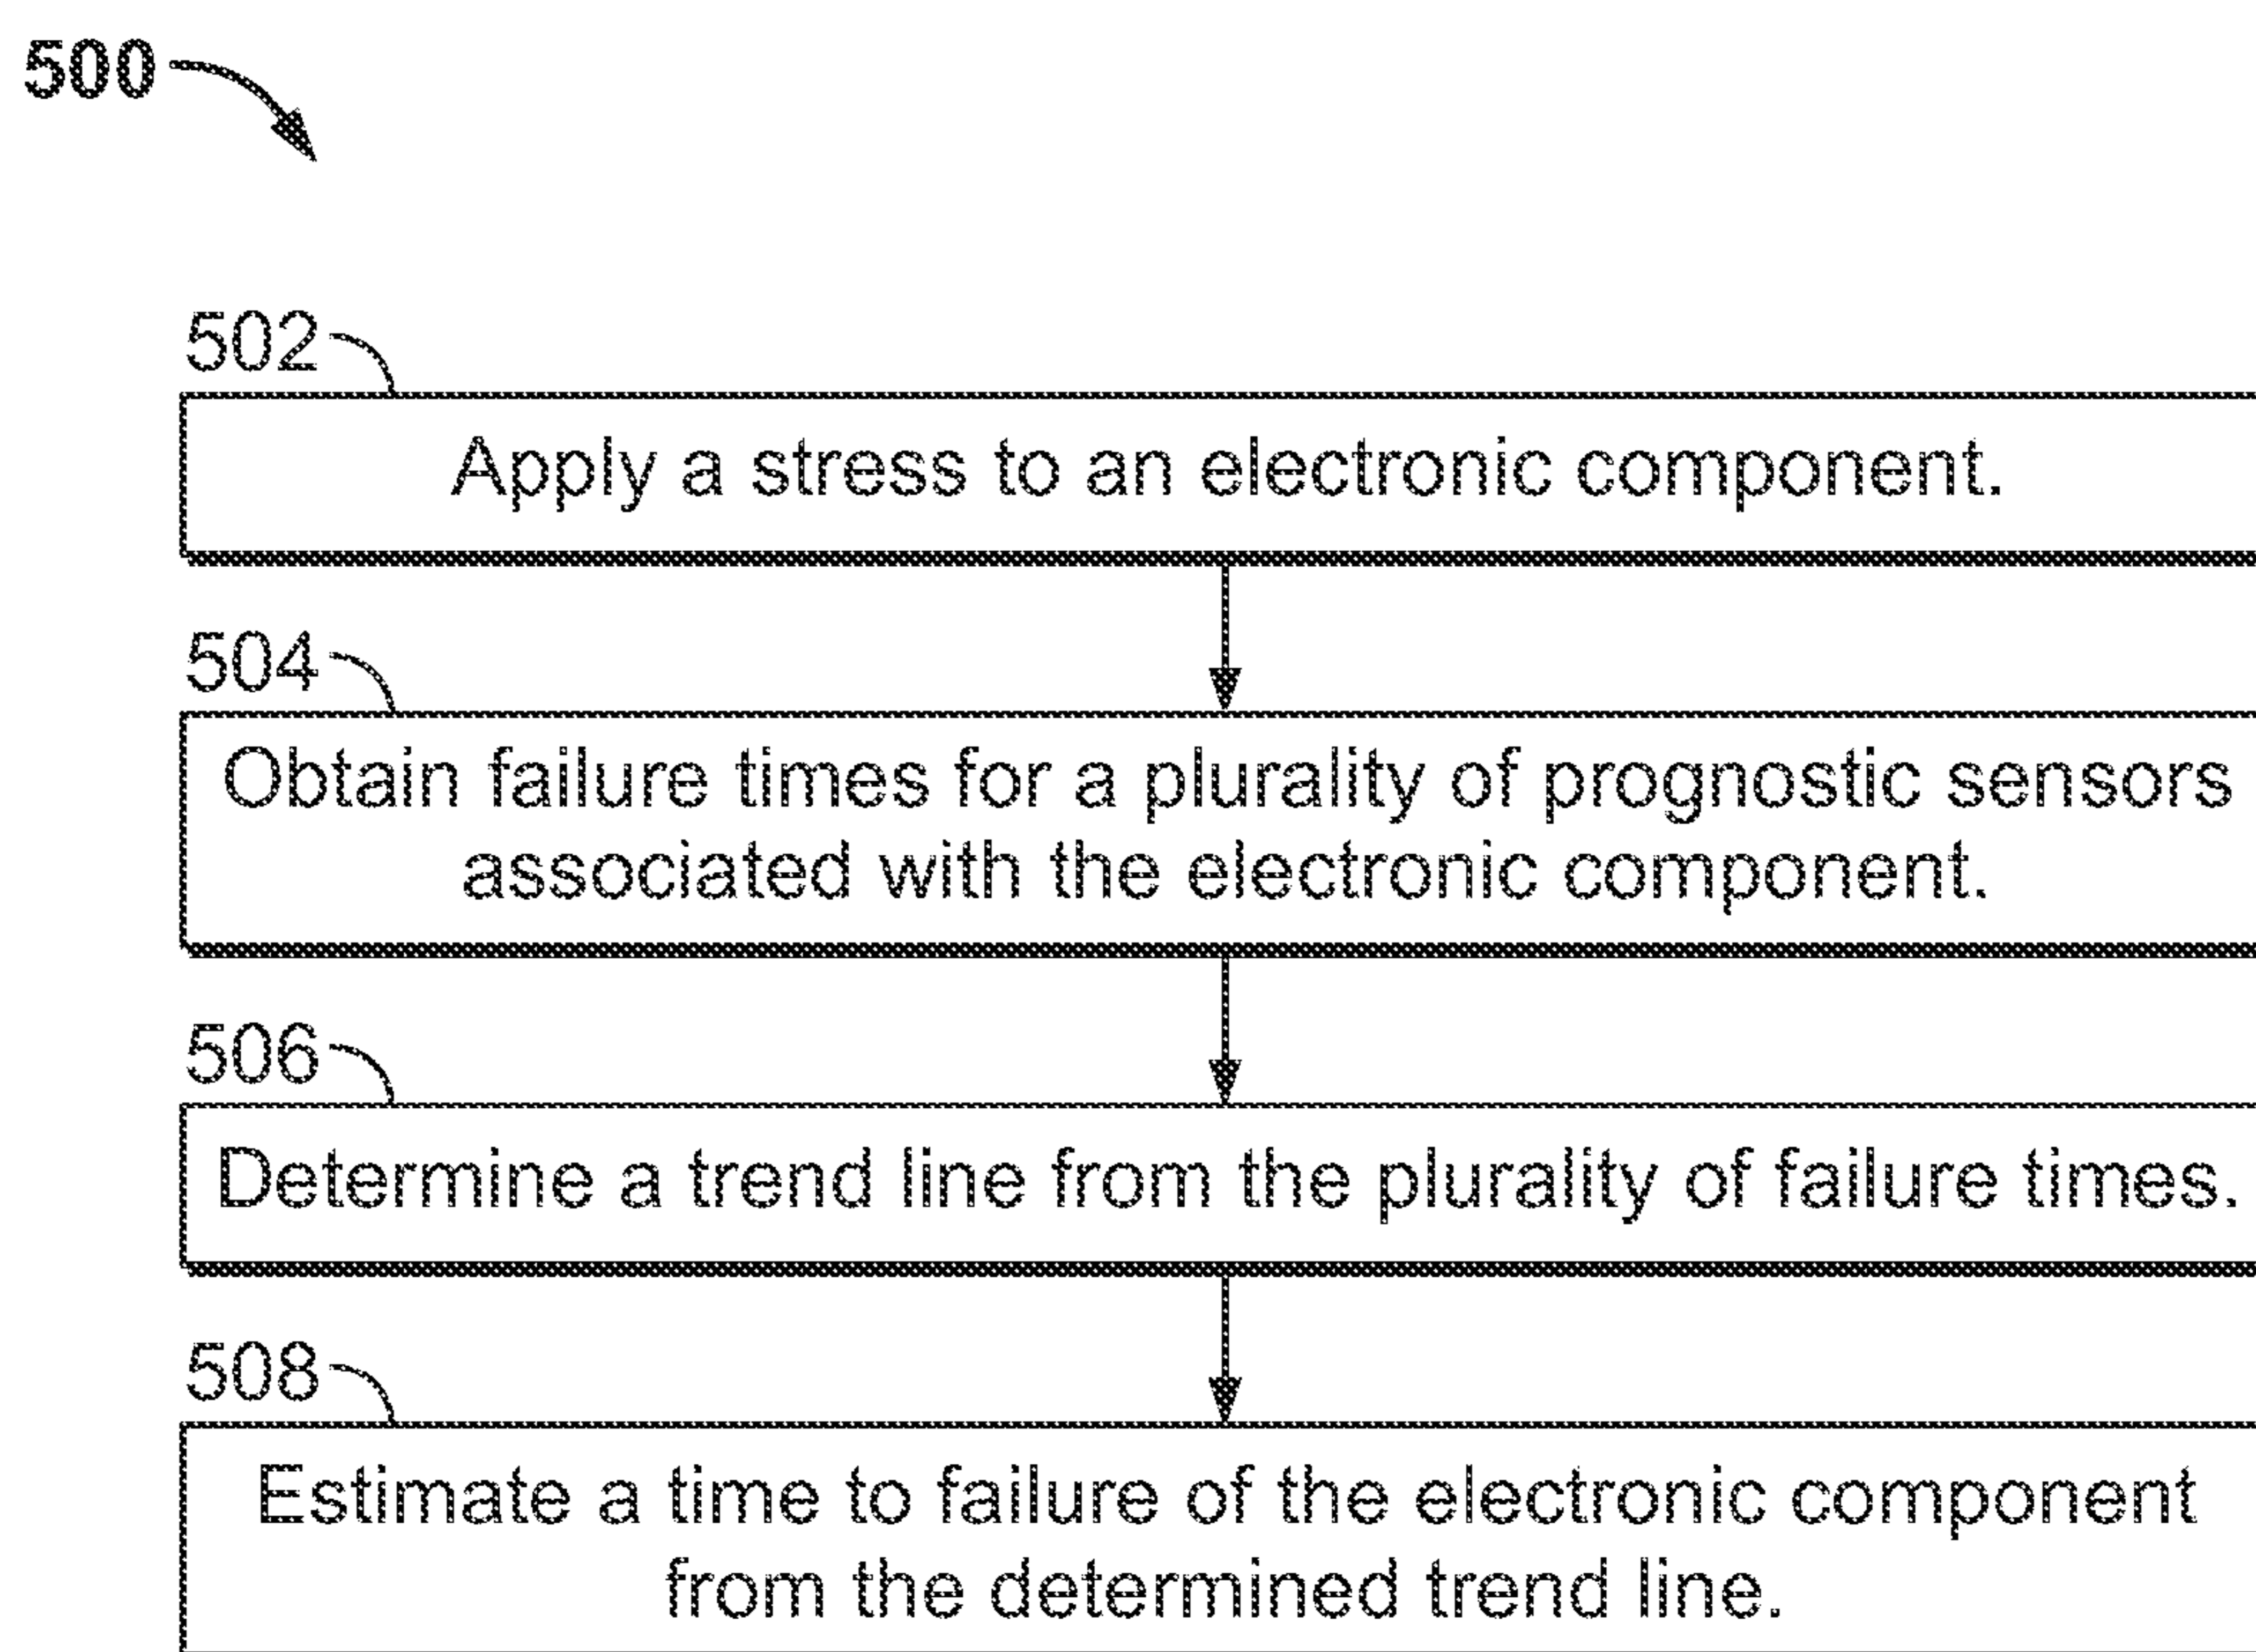 500
502
Apply a stress to an electronic component.
504
Obtain failure times for a plurality of prognostic sensors
associated with the electronic component.
506
Determine a trend line from the plurality of failure times.
508
Estimate a time to failure of the electronic component
from the determined trend line.